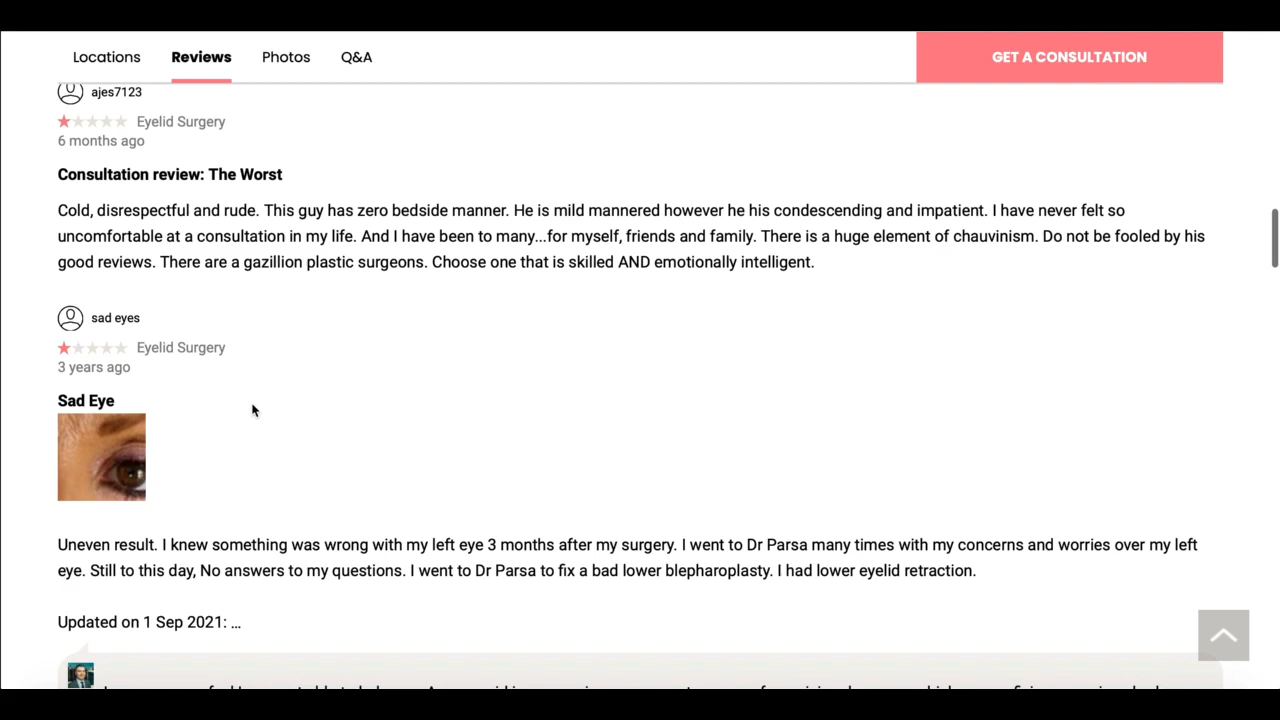 Locations Reviews Photos Q&A GET A CONSULTATION
ajes7123
Eyelid Surgery
6 months ago
Consultation review: The Worst
Cold, disrespectful and rude. This guy has zero bedside manner. He is mild mannered however he his condescending and impatient. I have never felt so
uncomfortable at a consultation in my life. And I have been to many...for myself, friends and family. There is a huge element of chauvinism. Do not be fooled by his
good reviews. There are a gazillion plastic surgeons. Choose one that is skilled AND emotionally intelligent.
sad eyes
Eyelid Surgery
3 years ago
Sad Eye
Uneven result. I knew something was wrong with my left eye 3 months after my surgery. I went to Dr Parsa many times with my concerns and worries over my left
eye. Still to this day, No answers to my questions. I went to Dr Parsa to fix a bad lower blepharoplasty. I had lower eyelid retraction.
Updated on 1 Sep 2021: ...